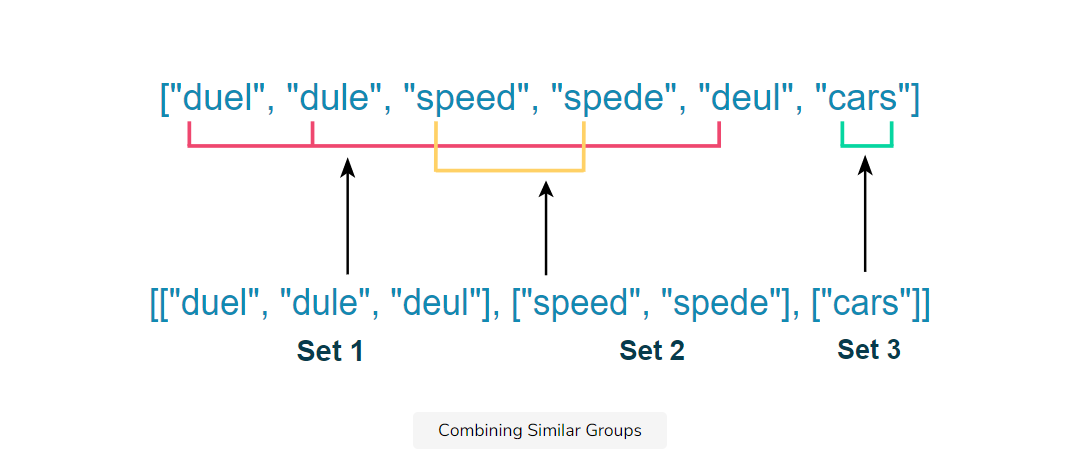 ["duel", "dule", "speed", "spede", "deul", "cars"]
[["duel", "dule", "deul"], ["speed", "spede"], ["cars"]]
Set 1 Set 2 Set 3
Combining Similar Groups